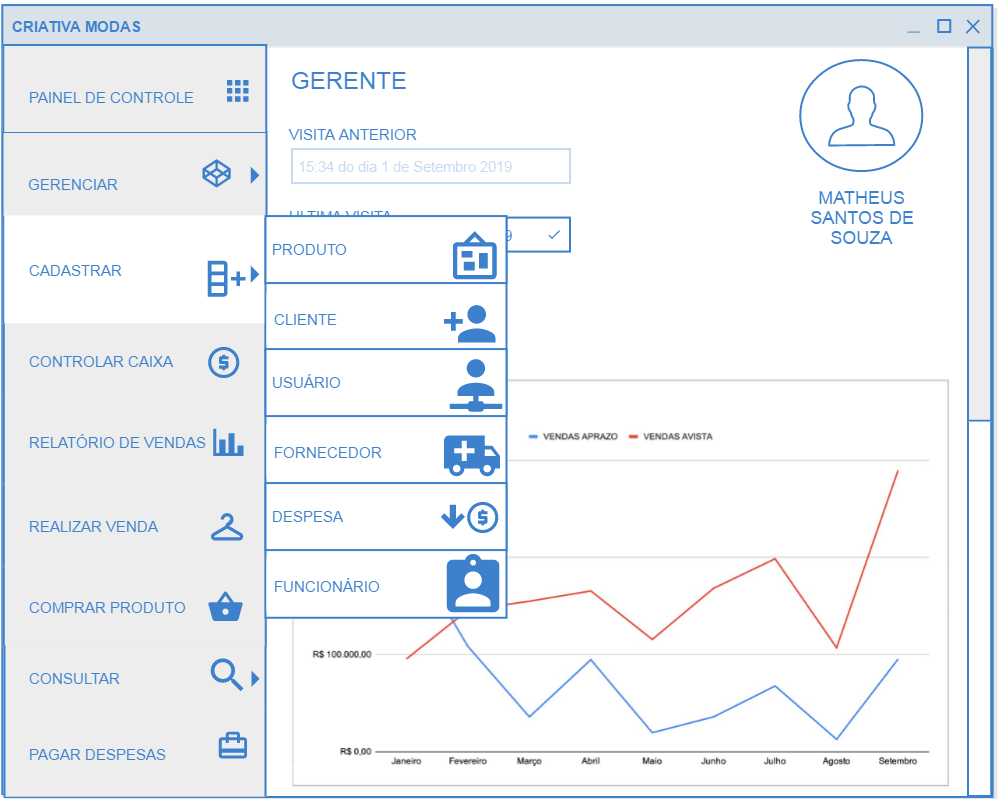 CRIATIVA MODAS
PAINEL DE CONTROLE
GERENCIAR
CADASTRAR
CONTROLAR CAIXA
RELATÓRIO DE VENDAS
REALIZAR VENDA
COMPRAR PRODUTO
CONSULTAR
PAGAR DESPESAS
GERENTE
VISITA ANTERIOR
15:34 do dia 1 de Setembro 2019
ULTIMA VISITA
9
MATHEUS
SANTOS DE
SOUZA
PRODUTO
CLIENTE
USUÁRIO
FORNECEDOR
DESPESA
FUNCIONÁRIO
VENDAS APRAZO VENDAS AVISTA
R$ 100.000,00
R$ 0,00
Janeiro Fevereiro Março Abril Maio Junho Julho Agosto Setembro